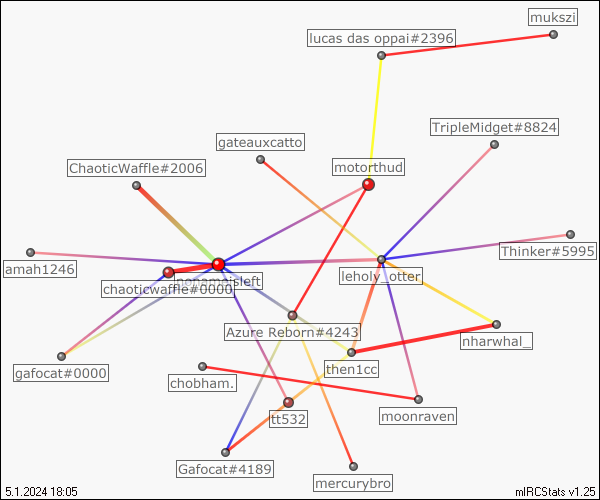 mukszi
lucas das oppai#2396
TripleMidget#8824
gateauxcatto
ChaoticWaffle#2006
motorthud
Thinker#5995
amah1246
leholy_otter
nonameisleft
chaoticwaffle#0000
Azure Reborn#4243
nharwhal_
gafocat#0000
then1cc
chobham.
moonraven
tt532
Gafocat#4189
mercurybro
5.1.2024 18:05
mIRCStats v1.25